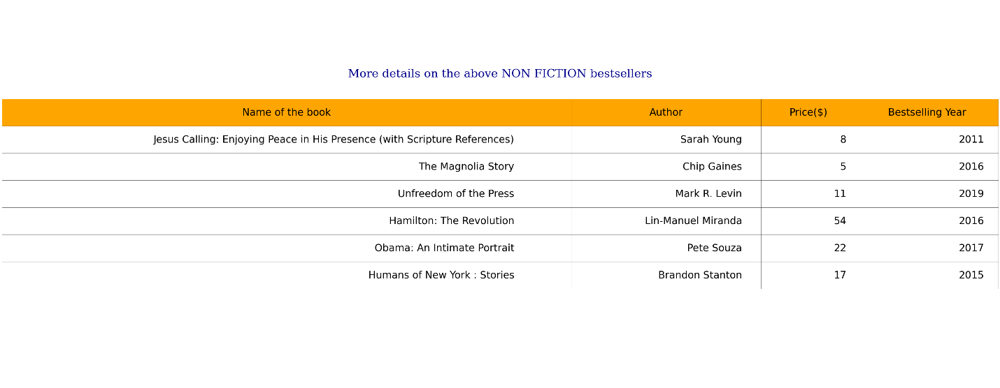 More details on the above NON FICTION bestsellers
Name of the book Author Price($) Bestselling Year
Jesus Calling: Enjoying Peace in His Presence (with Scripture References) Sarah Young 8 2011
The Magnolia Story Chip Gaines 5 2016
Unfreedom of the Press Mark R. Levin 11 2019
Hamilton: The Revolution Lin-Manuel Miranda 54 2016
Obama: An Intimate Portrait Pete Souza 22 2017
Humans of New York : Stories Brandon Stanton 17 2015